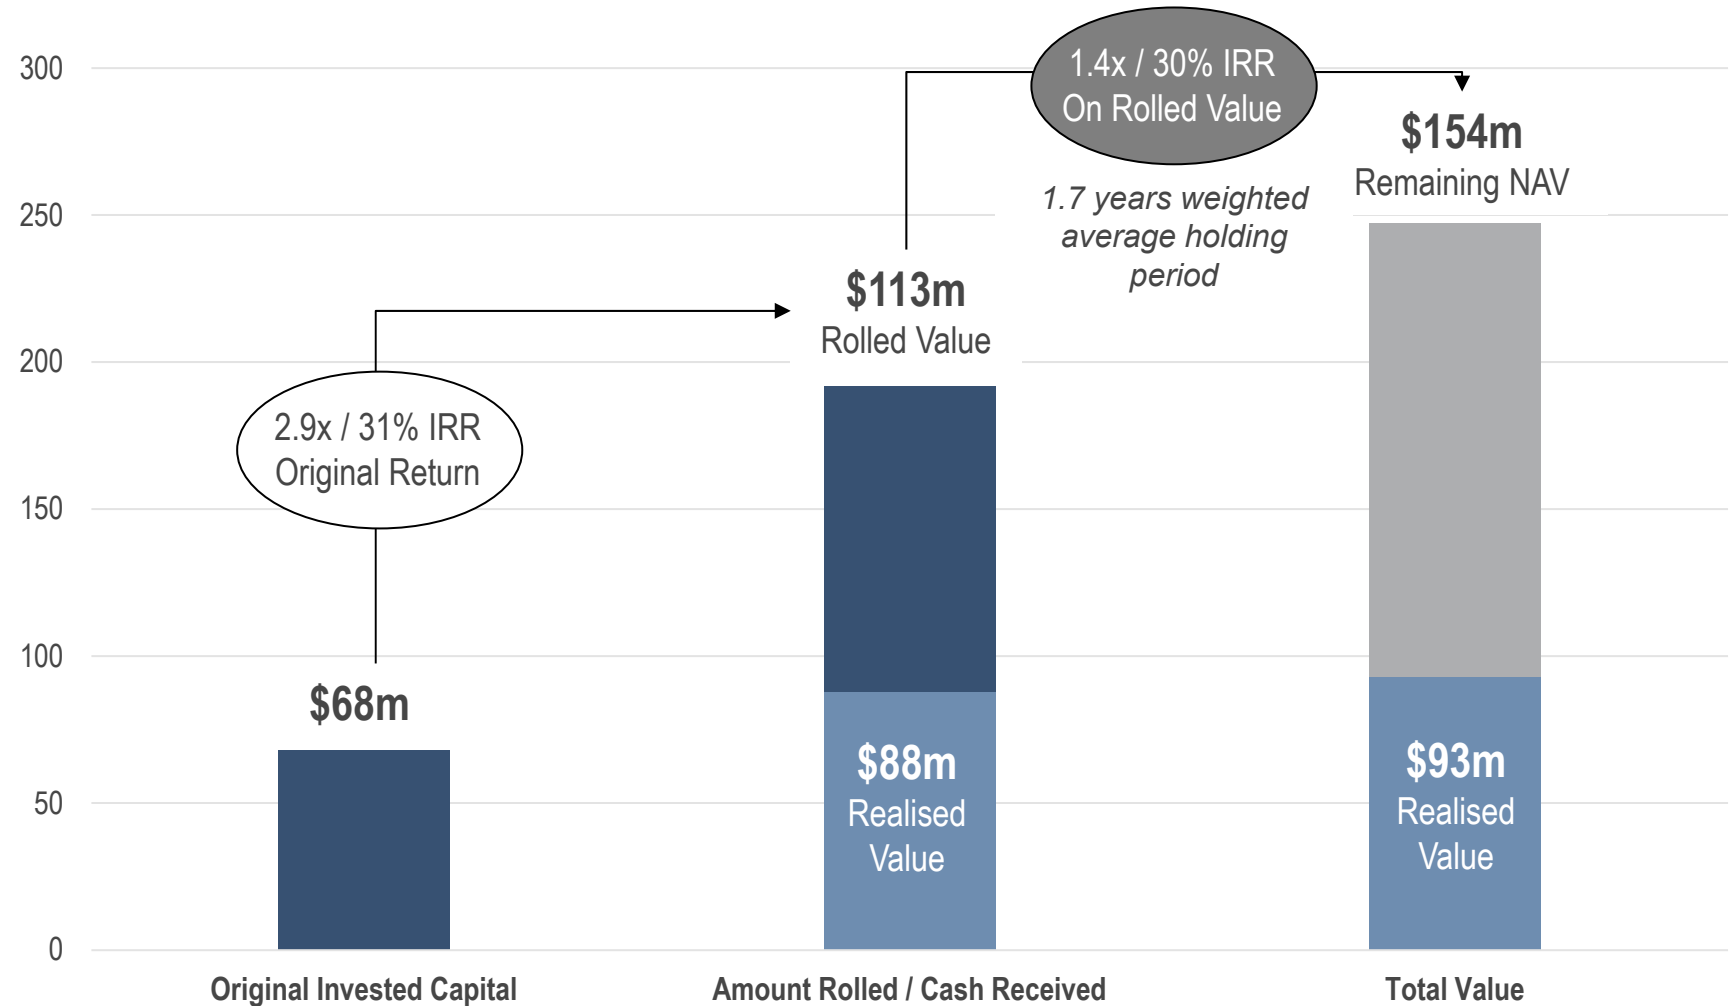 300
250
200
150
100
50
0
2.9x / 31% IRR
Original Return
$68m
$113m
Rolled Value
$88m
Realised
Value
1.4x / 30% IRR
On Rolled Value
1.7 years weighted
average holding
period
$154m
Remaining NAV
$93m
Realised
Value
Original Invested Capital
Amount Rolled / Cash Received
Total Value